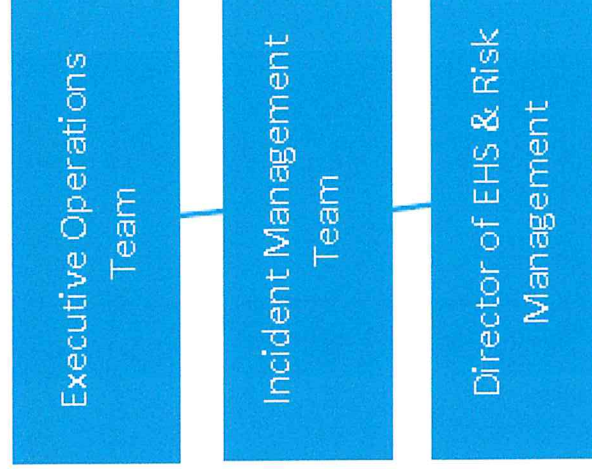 Executive Operations
Team
Incident Management
Team
Director of EHS & Risk
Management